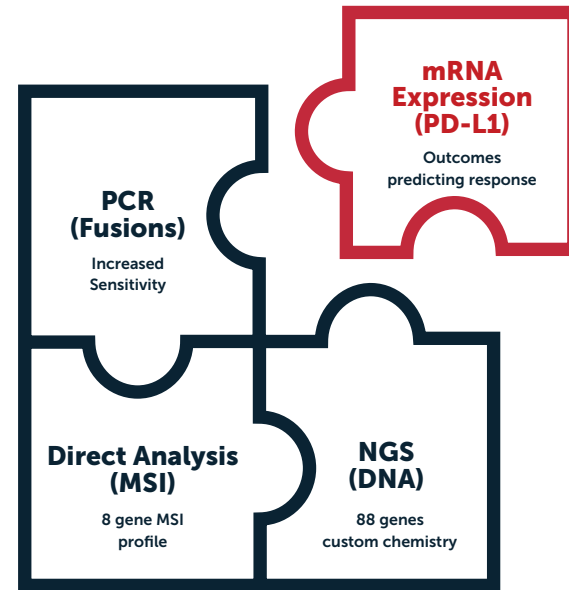 mRNA
Expression
(PD-L1)
Outcomes
predicting response
PCR
(Fusions)
Increased
Sensitivity
Direct Analysis
(MSI)
8 gene MSI
profile
NGS
(DNA)
88 genes
custom chemistry